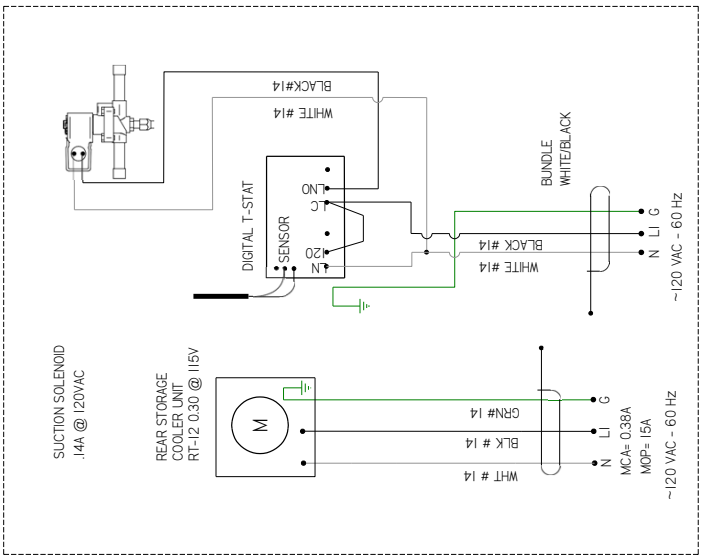 BLACK#14
WHITE #14
DIGITAL T-STAT
SENSOR
LNO
LC
120
LN
BUNDLE
WHITE/BLACK
BLACK #14
WHITE #14
G
L1
N
~120 VAC - 60 Hz
SUCTION SOLENOID
.14A @ 120VAC
REAR STORAGE
COOLER UNIT
RT-12 0.30 @ 115V
M
GRN# 14
BLK # 14
WHT # 14
G
L1
N
MCA= 0.38A
MOP= 15A
~120 VAC - 60 Hz